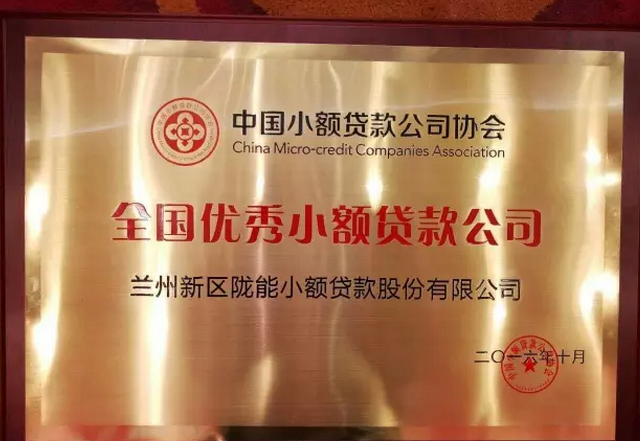 中国小额贷款公司协会
China Micro-credit Companies Association
全国优秀小额贷款公司
兰州新区陇能小额贷款股份有限公司
二〇一六年十月